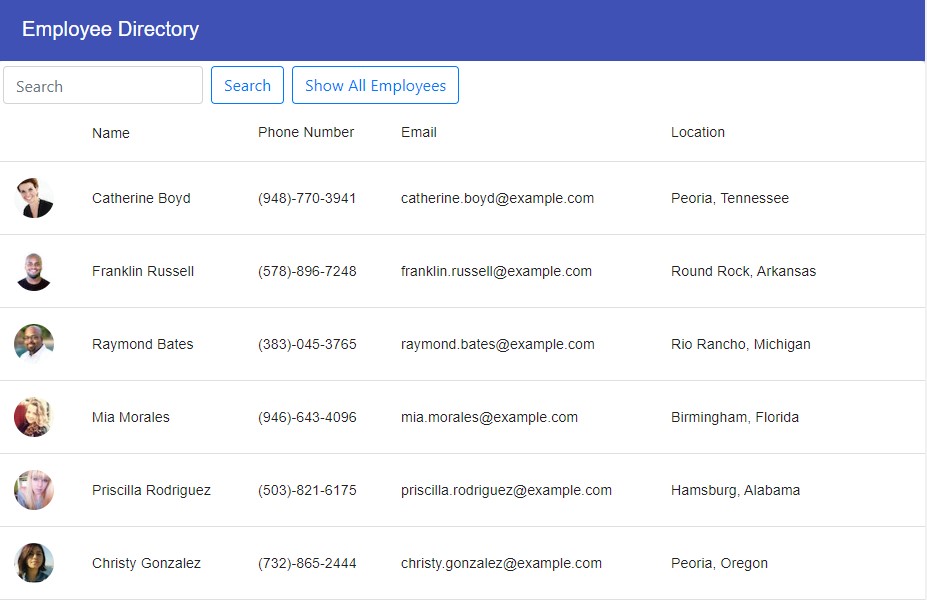 Employee Directory
Search Search Show All Employees
Name Phone Number Email Location
Catherine Boyd (948)-770-3941 catherine.boyd@example.com Peoria, Tennessee
Franklin Russell (578)-896-7248 franklin.russell@example.com Round Rock, Arkansas
Raymond Bates (383)-045-3765 raymond.bates@example.com Rio Rancho, Michigan
Mia Morales (946)-643-4096 mia.morales@example.com Birmingham, Florida
Priscilla Rodriguez (503)-821-6175 priscilla.rodriguez@example.com Hamsburg, Alabama
Christy Gonzalez (732)-865-2444 christy.gonzalez@example.com Peoria, Oregon